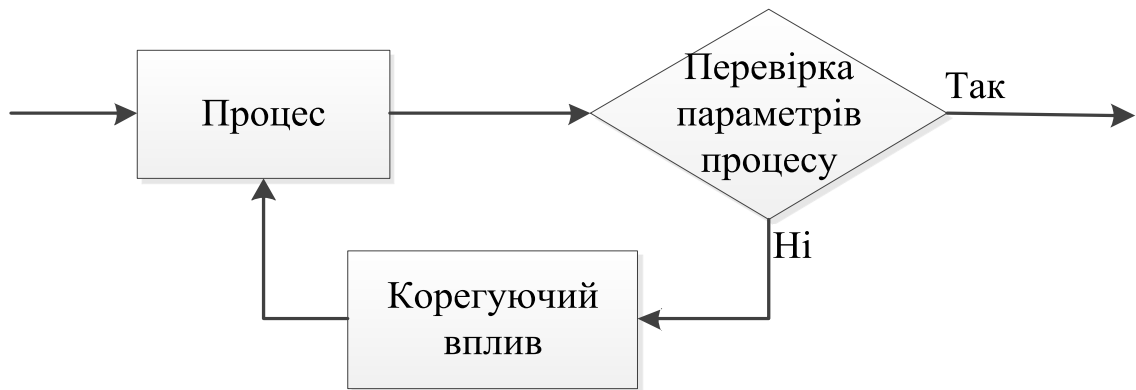 Процес
Перевірка
параметрів
процесу
Так
Ні
Корегуючий
вплив